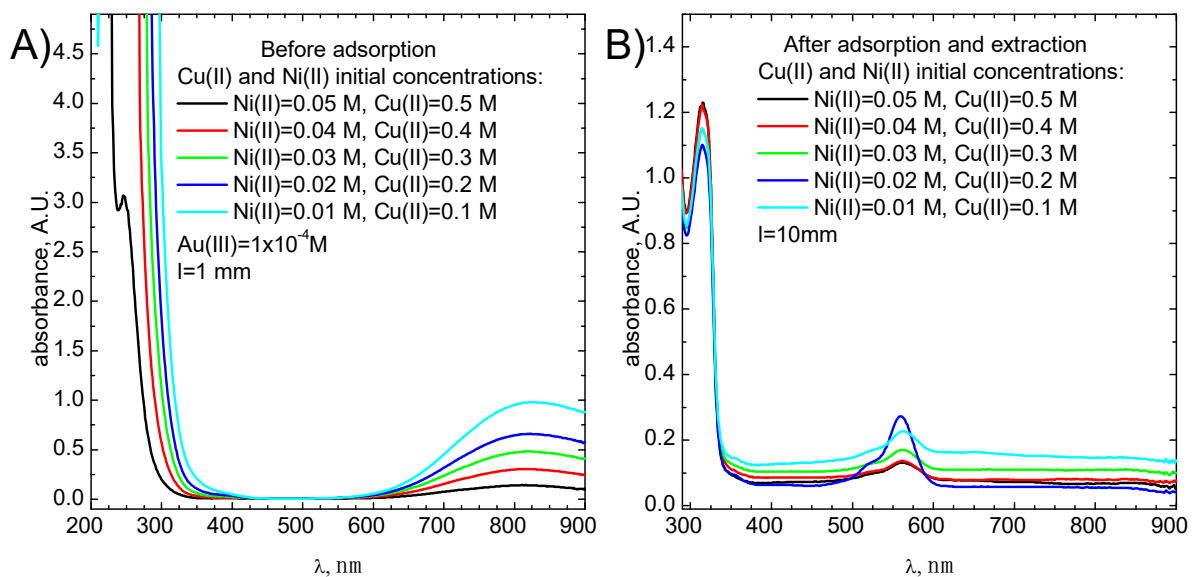 A)
Before adsorption
Cu(II) and Ni(II) initial concentrations:
Ni(II)=0.05 M, Cu(II)=0.5 M
Ni(II)=0.04 M, Cu(II)=0.4 M
Ni(II)=0.03 M, Cu(II)=0.3 M
Ni(II)=0.02 M, Cu(II)=0.2 M
Ni(II)=0.01 M, Cu(II)=0.1 M
Au(III)=1x10⁻⁴M
l=1 mm
absorbance, A.U.
4.5
4.0
3.5
3.0
2.5
2.0
1.5
1.0
0.5
0.0
200 300 400 500 600 700 800 900
λ, nm
B)
After adsorption and extraction
Cu(II) and Ni(II) initial concentrations:
Ni(II)=0.05 M, Cu(II)=0.5 M
Ni(II)=0.04 M, Cu(II)=0.4 M
Ni(II)=0.03 M, Cu(II)=0.3 M
Ni(II)=0.02 M, Cu(II)=0.2 M
Ni(II)=0.01 M, Cu(II)=0.1 M
l=10mm
absorbance, A.U.
1.4
1.2
1.0
0.8
0.6
0.4
0.2
0.0
300 400 500 600 700 800 900
λ, nm